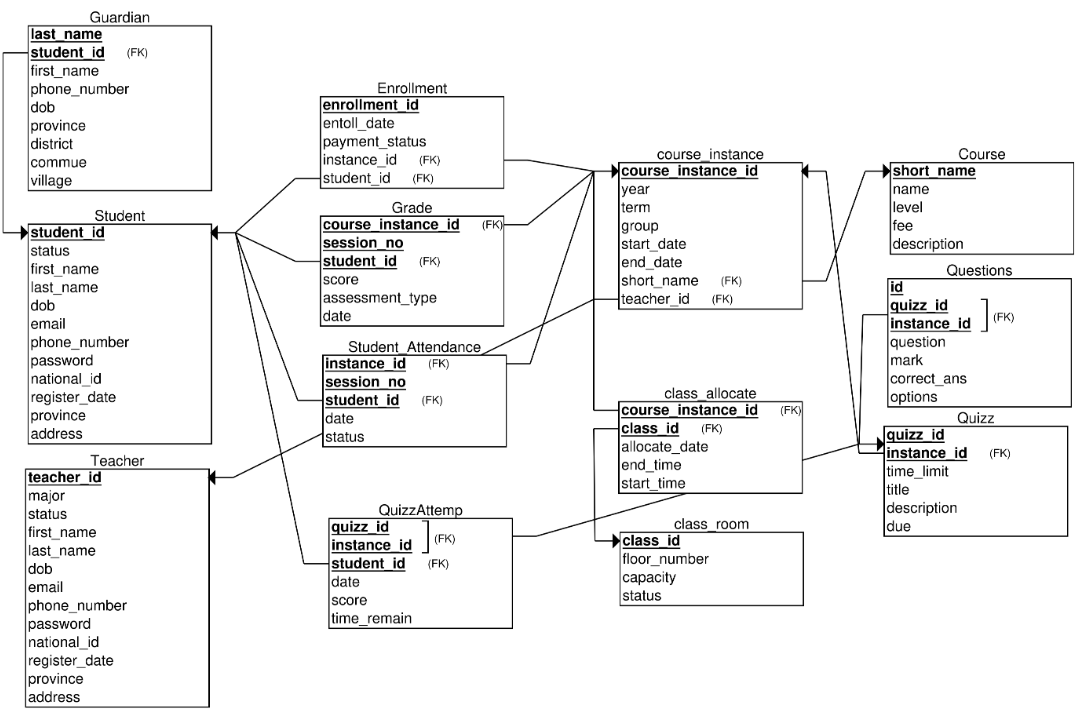 Guardian
last_name
student_id (FK)
first_name
phone_number
dob
province
district
commue
village
Student
student_id
status
first_name
last_name
dob
email
phone_number
password
national_id
register_date
province
address
Teacher
teacher_id
major
status
first_name
last_name
dob
email
phone_number
password
national_id
register_date
province
address
Enrollment
enrollment_id
entoll_date
payment_status
instance_id (FK)
student_id (FK)
Grade
course_instance_id (FK)
session_no
student_id (FK)
score
assessment_type
date
Student_Attendance
instance_id (FK)
session_no
student_id (FK)
date
status
QuizzAttemp
quizz_id
instance_id (FK)
student_id (FK)
date
score
time_remain
course_instance
course_instance_id
year
term
group
start_date
end_date
short_name (FK)
teacher_id (FK)
class_allocate
course_instance_id (FK)
class_id (FK)
allocate_date
end_time
start_time
class_room
class_id
floor_number
capacity
status
Course
short_name
name
level
fee
description
Questions
id
quizz_id
instance_id (FK)
question
mark
correct_ans
options
Quizz
quizz_id
instance_id (FK)
time_limit
title
description
due